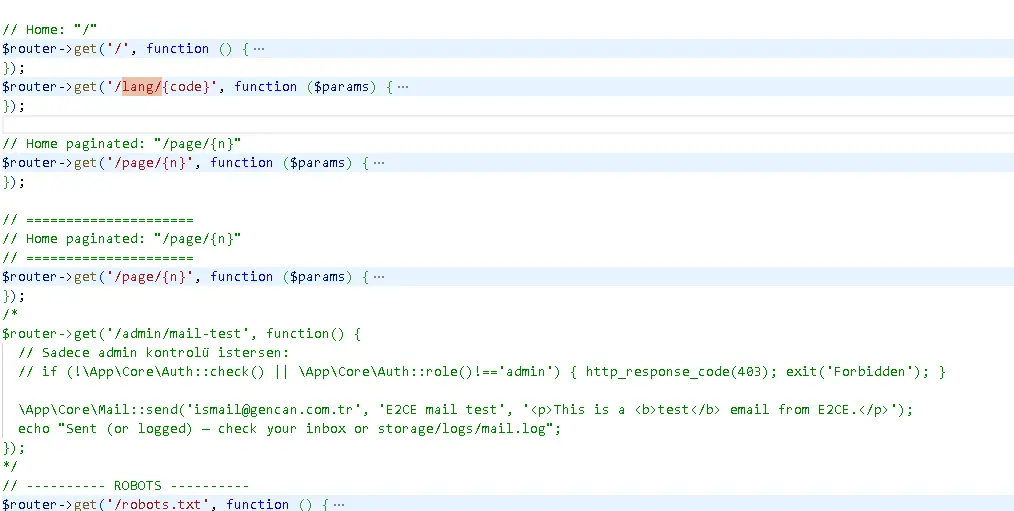 // Home: "/"
$router->get('/', function () { ···
});
$router->get('/lang/{code}', function ($params) { ···
});
// Home paginated: "/page/{n}"
$router->get('/page/{n}', function ($params) { ···
});
// =====================
// Home paginated: "/page/{n}"
// =====================
$router->get('/page/{n}', function ($params) { ···
});
/*
$router->get('/admin/mail-test', function() {
  // Sadece admin kontrolü istersen:
  // if (!\App\Core\Auth::check() || \App\Core\Auth::role()!=='admin') { http_response_code(403); exit('Forbidden'); }
  \App\Core\Mail::send('ismail@gencan.com.tr', 'E2CE mail test', '<p>This is a <b>test</b> email from E2CE.</p>');
  echo "Sent (or logged) — check your inbox or storage/logs/mail.log";
});
*/
// ---------- ROBOTS ----------
$router->get('/robots.txt', function () { ···